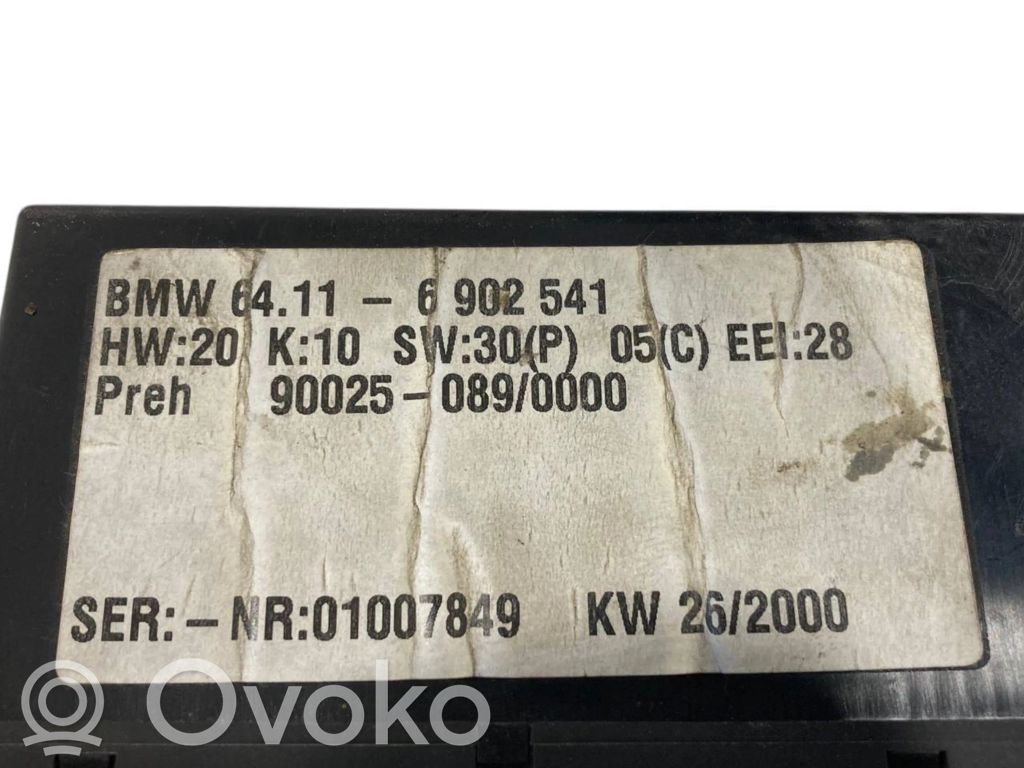 BMW 64.11 - 6 902 541
HW:20 K:10 SW:30(P) 05(C) EEI:28
Preh 90025-089/0000
SER:-NR:01007849 KW 26/2000
Ovoko